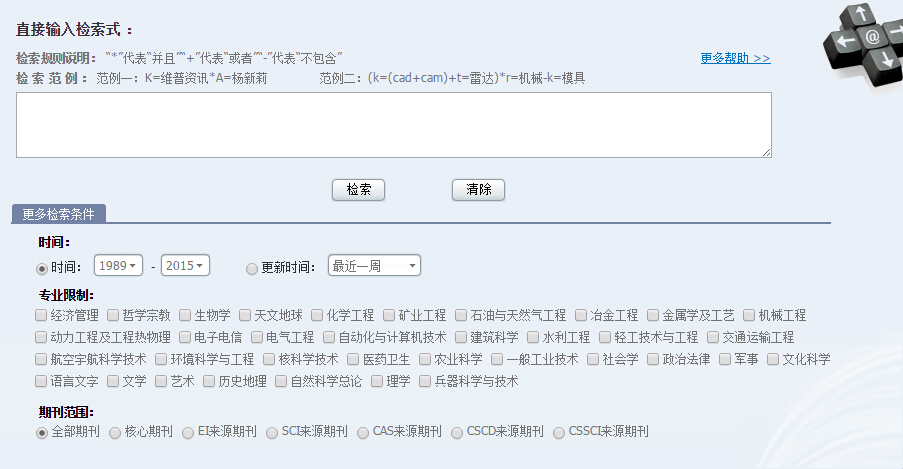 直接输入检索式：
检索规则说明：“*”代表“并且”“+”代表“或者”“-”代表“不包含” 更多帮助 >>
检 索 范 例： 范例一：K=维普资讯*A=杨新莉 范例二：(k=(cad+cam)+t=雷达)*r=机械-k=模具
@
检索 清除
更多检索条件
时间：
时间： 1989 - 2015 更新时间： 最近一周
专业限制：
经济管理 哲学宗教 生物学 天文地球 化学工程 矿业工程 石油与天然气工程 冶金工程 金属学及工艺 机械工程
动力工程及工程热物理 电子电信 电气工程 自动化与计算机技术 建筑科学 水利工程 轻工技术与工程 交通运输工程
航空宇航科学技术 环境科学与工程 核科学技术 医药卫生 农业科学 一般工业技术 社会学 政治法律 军事 文化科学
语言文字 文学 艺术 历史地理 自然科学总论 理学 兵器科学与技术
期刊范围：
全部期刊 核心期刊 EI来源期刊 SCI来源期刊 CAS来源期刊 CSCD来源期刊 CSSCI来源期刊